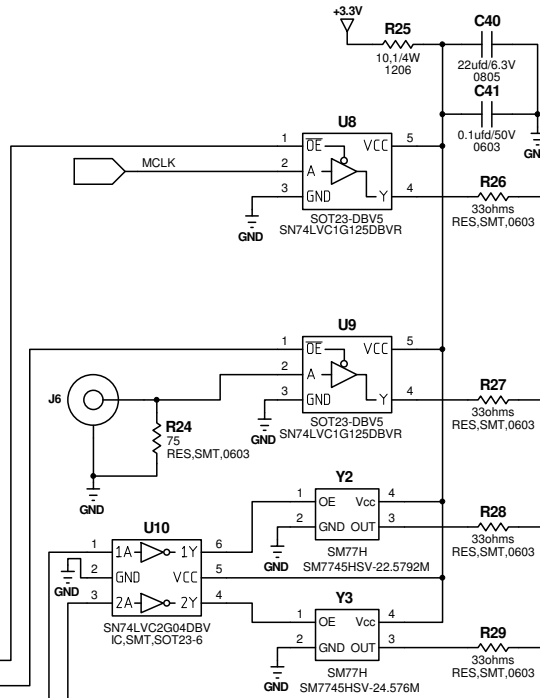 +3.3V
R25
10,1/4W
1206
C40
22ufd/6.3V
0805
C41
0.1ufd/50V
0603
GN
U8
1 OE VCC 5
MCLK
2 A
3 GND Y 4
GND
SOT23-DBV5
SN74LVC1G125DBVR
R26
33ohms
RES,SMT,0603
U9
1 OE VCC 5
2 A
3 GND Y 4
GND
SOT23-DBV5
SN74LVC1G125DBVR
R27
33ohms
RES,SMT,0603
J6
R24
75
RES,SMT,0603
GND
Y2
1 OE Vcc 4
2 GND OUT 3
GND
SM77H
SM7745HSV-22.5792M
R28
33ohms
RES,SMT,0603
U10
1 1A 1Y 6
2 GND VCC 5
3 2A 2Y 4
GND
SN74LVC2G04DBV
IC,SMT,SOT23-6
Y3
1 OE Vcc 4
2 GND OUT 3
GND
SM77H
SM7745HSV-24.576M
R29
33ohms
RES,SMT,0603